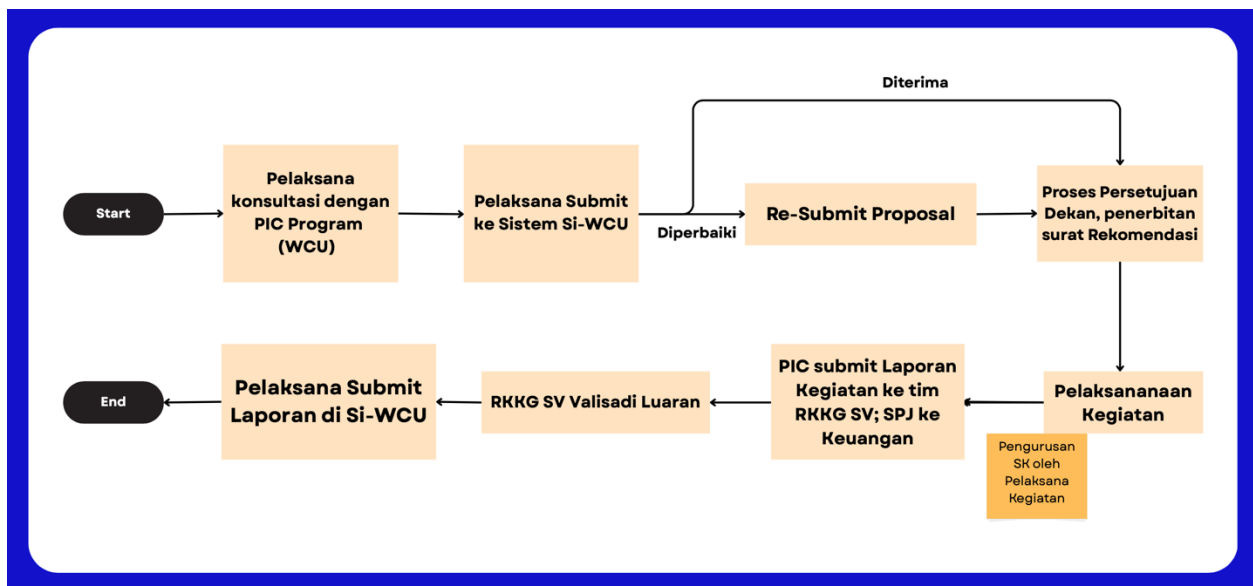 Diterima
Start
Pelaksana
konsultasi dengan
PIC Program
(WCU)
Pelaksana Submit
ke Sistem Si-WCU
Diperbaiki
Re-Submit Proposal
Proses Persetujuan
Dekan, penerbitan
surat Rekomendasi
End
Pelaksana Submit
Laporan di Si-WCU
RKKG SV Valisadi Luaran
PIC submit Laporan
Kegiatan ke tim
RKKG SV; SPJ ke
Keuangan
Pelaksananaan
Kegiatan
Pengurusan
SK oleh
Pelaksana
Kegiatan